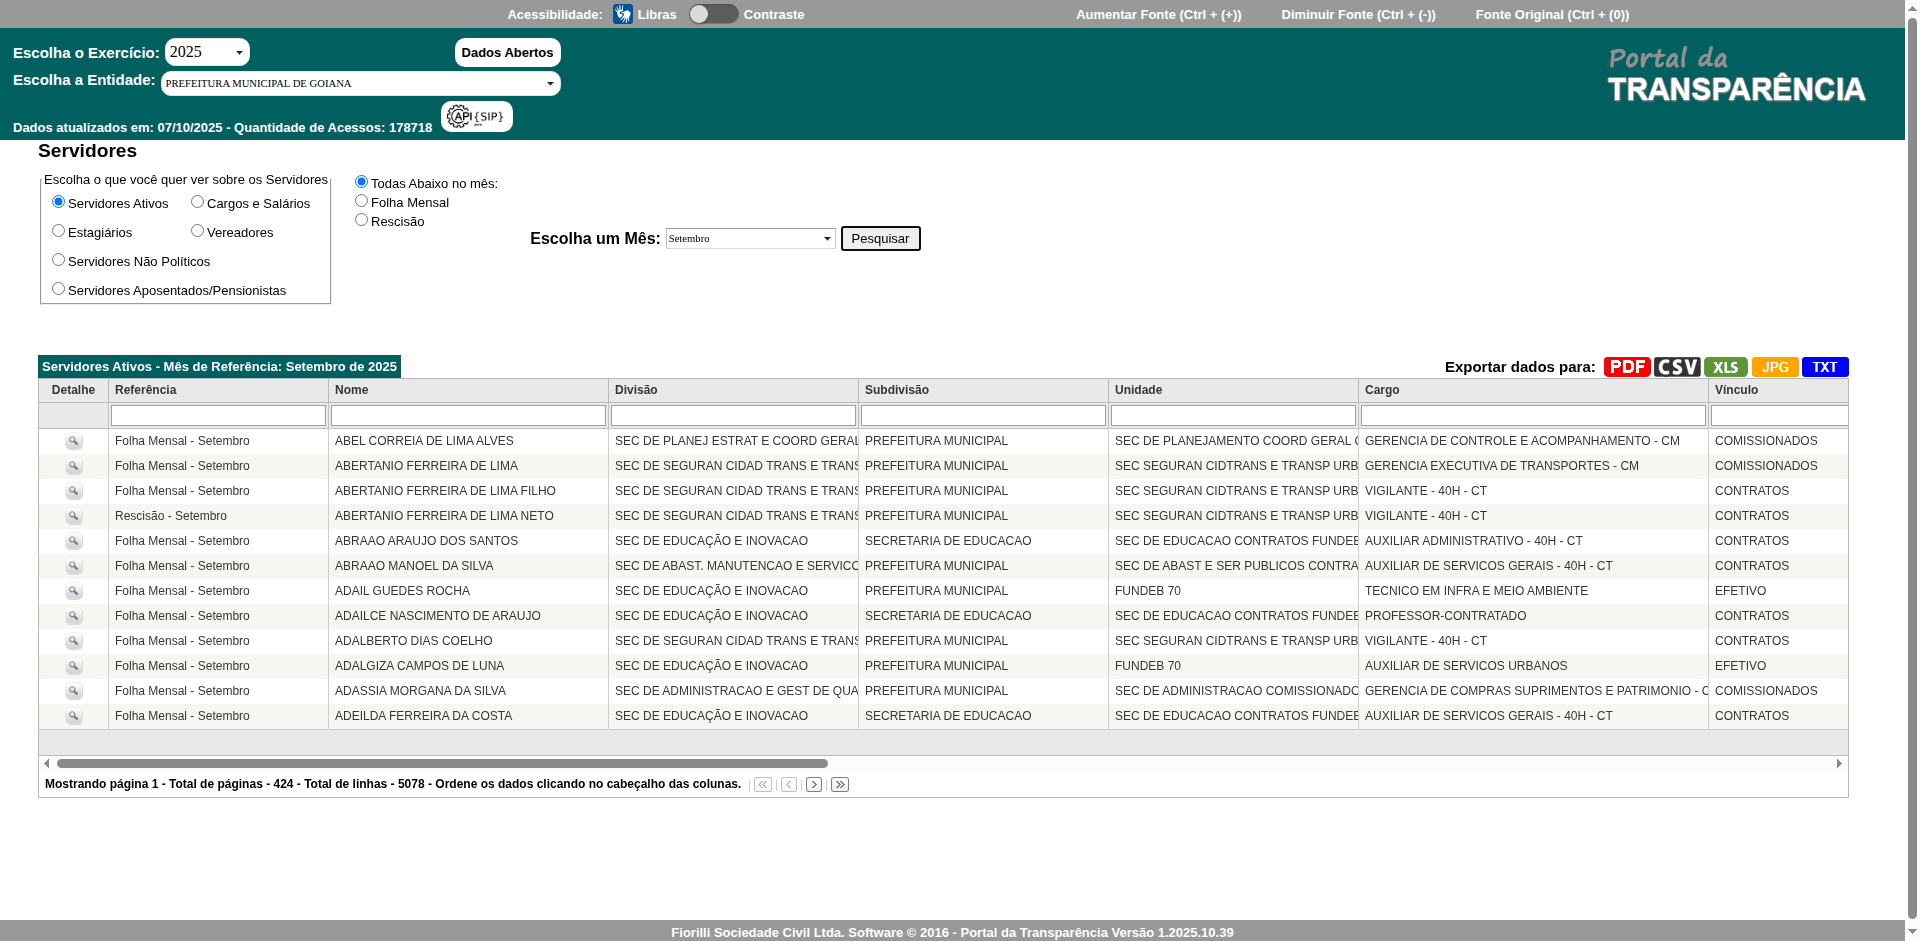 Acessibilidade: Libras Contraste Aumentar Fonte (Ctrl + (+)) Diminuir Fonte (Ctrl + (-)) Fonte Original (Ctrl + (0))
Escolha o Exercício: 2025 Dados Abertos
Escolha a Entidade: PREFEITURA MUNICIPAL DE GOIANA
Portal da
TRANSPARÊNCIA
Dados atualizados em: 07/10/2025 - Quantidade de Acessos: 178718 API {SIP}
Servidores
Escolha o que você quer ver sobre os Servidores
Servidores Ativos Cargos e Salários
Estagiários Vereadores
Servidores Não Políticos
Servidores Aposentados/Pensionistas
Todas Abaixo no mês:
Folha Mensal
Rescisão
Escolha um Mês: Setembro Pesquisar
Servidores Ativos - Mês de Referência: Setembro de 2025 Exportar dados para: PDF CSV XLS JPG TXT
Detalhe Referência Nome Divisão Subdivisão Unidade Cargo Vínculo
Folha Mensal - Setembro ABEL CORREIA DE LIMA ALVES SEC DE PLANEJ ESTRAT E COORD GERAL PREFEITURA MUNICIPAL SEC DE PLANEJAMENTO COORD GERAL GERENCIA DE CONTROLE E ACOMPANHAMENTO - CM COMISSIONADOS
Folha Mensal - Setembro ABERTANIO FERREIRA DE LIMA SEC DE SEGURAN CIDAD TRANS E TRANS PREFEITURA MUNICIPAL SEC SEGURAN CIDTRANS E TRANSP URB GERENCIA EXECUTIVA DE TRANSPORTES - CM COMISSIONADOS
Folha Mensal - Setembro ABERTANIO FERREIRA DE LIMA FILHO SEC DE SEGURAN CIDAD TRANS E TRANS PREFEITURA MUNICIPAL SEC SEGURAN CIDTRANS E TRANSP URB VIGILANTE - 40H - CT CONTRATOS
Rescisão - Setembro ABERTANIO FERREIRA DE LIMA NETO SEC DE SEGURAN CIDAD TRANS E TRANS PREFEITURA MUNICIPAL SEC SEGURAN CIDTRANS E TRANSP URB VIGILANTE - 40H - CT CONTRATOS
Folha Mensal - Setembro ABRAAO ARAUJO DOS SANTOS SEC DE EDUCAÇÃO E INOVACAO SECRETARIA DE EDUCACAO SEC DE EDUCACAO CONTRATOS FUNDEB AUXILIAR ADMINISTRATIVO - 40H - CT CONTRATOS
Folha Mensal - Setembro ABRAAO MANOEL DA SILVA SEC DE ABAST. MANUTENCAO E SERVICO PREFEITURA MUNICIPAL SEC DE ABAST E SER PUBLICOS CONTRA AUXILIAR DE SERVICOS GERAIS - 40H - CT CONTRATOS
Folha Mensal - Setembro ADAIL GUEDES ROCHA SEC DE EDUCAÇÃO E INOVACAO PREFEITURA MUNICIPAL FUNDEB 70 TECNICO EM INFRA E MEIO AMBIENTE EFETIVO
Folha Mensal - Setembro ADAILCE NASCIMENTO DE ARAUJO SEC DE EDUCAÇÃO E INOVACAO SECRETARIA DE EDUCACAO SEC DE EDUCACAO CONTRATOS FUNDEB PROFESSOR-CONTRATADO CONTRATOS
Folha Mensal - Setembro ADALBERTO DIAS COELHO SEC DE SEGURAN CIDAD TRANS E TRANS PREFEITURA MUNICIPAL SEC SEGURAN CIDTRANS E TRANSP URB VIGILANTE - 40H - CT CONTRATOS
Folha Mensal - Setembro ADALGIZA CAMPOS DE LUNA SEC DE EDUCAÇÃO E INOVACAO PREFEITURA MUNICIPAL FUNDEB 70 AUXILIAR DE SERVICOS URBANOS EFETIVO
Folha Mensal - Setembro ADASSIA MORGANA DA SILVA SEC DE ADMINISTRACAO E GEST DE QUA PREFEITURA MUNICIPAL SEC DE ADMINISTRACAO COMISSIONADO GERENCIA DE COMPRAS SUPRIMENTOS E PATRIMONIO - C COMISSIONADOS
Folha Mensal - Setembro ADEILDA FERREIRA DA COSTA SEC DE EDUCAÇÃO E INOVACAO SECRETARIA DE EDUCACAO SEC DE EDUCACAO CONTRATOS FUNDEB AUXILIAR DE SERVICOS GERAIS - 40H - CT CONTRATOS
Mostrando página 1 - Total de páginas - 424 - Total de linhas - 5078 - Ordene os dados clicando no cabeçalho das colunas.
Fiorilli Sociedade Civil Ltda. Software © 2016 - Portal da Transparência Versão 1.2025.10.39